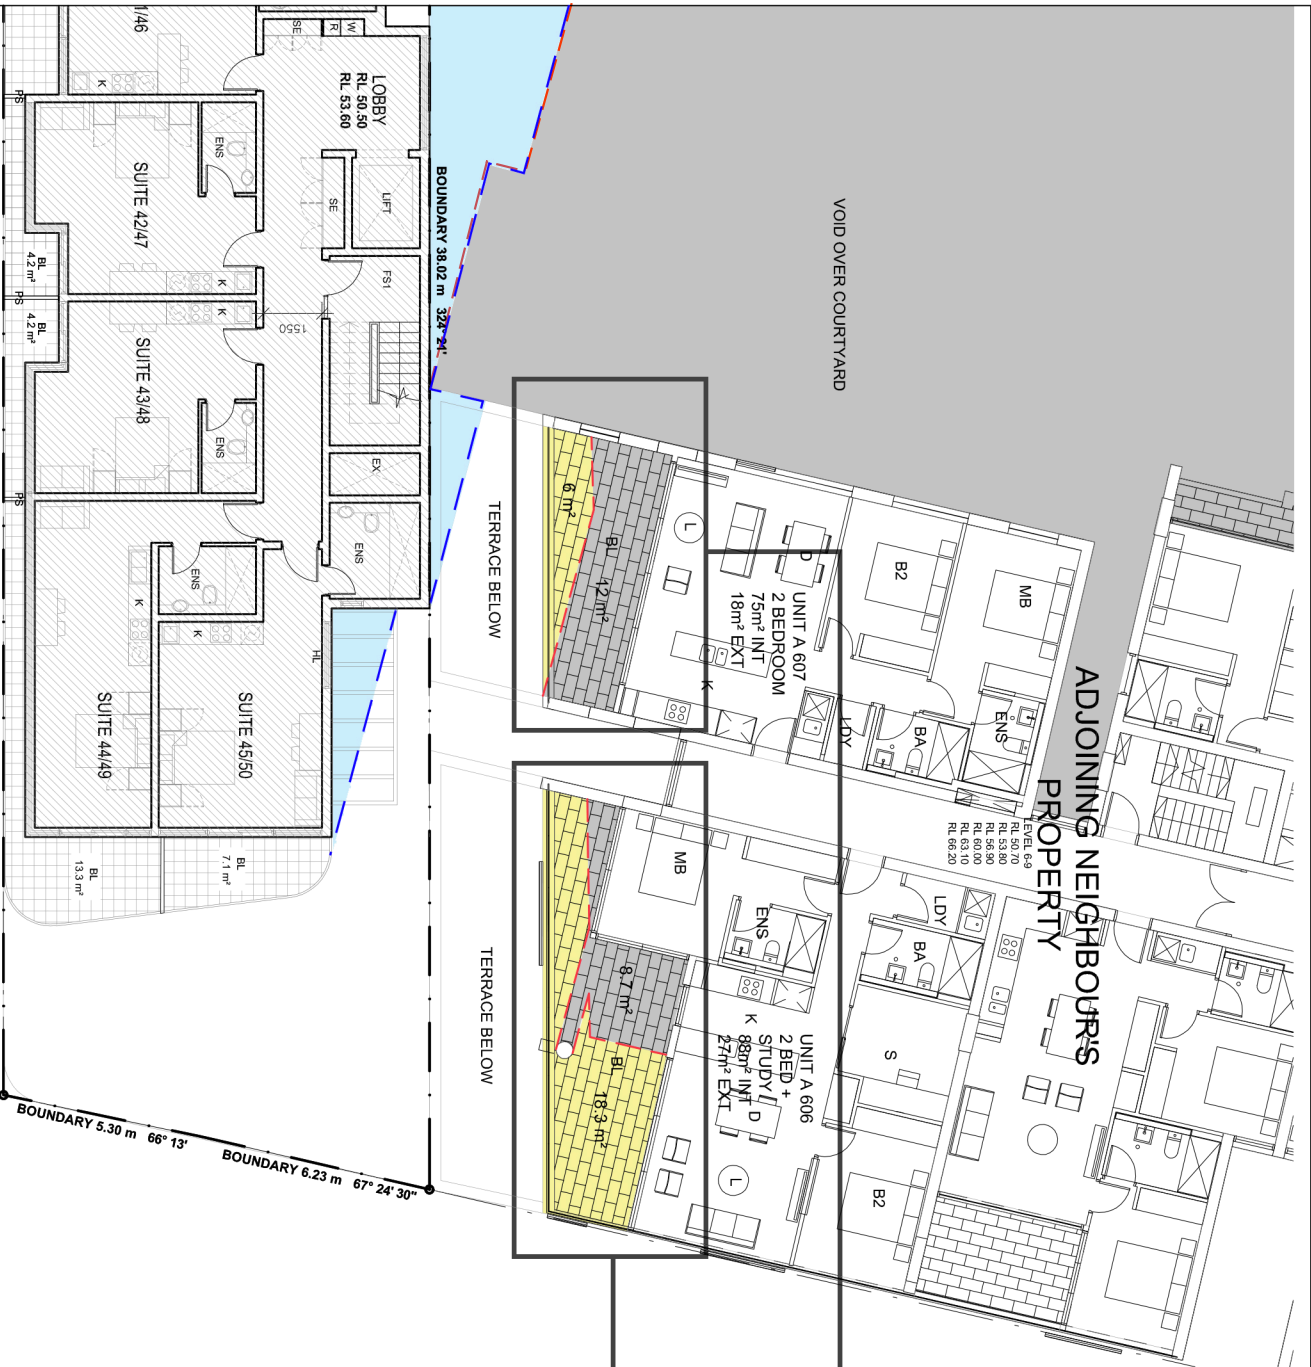 1/46
K
PS
SE
R
W
LOBBY
RL 50.50
RL 53.60
ENS
SUITE 42/47
LIFT
SE
BL
4.2 m²
PS
K
FS1
BOUNDARY 38.02 m 324° 21'
VOID OVER COURTYARD
BL
4.2 m²
K
1550
SUITE 43/48
ENS
EX
PS
ENS
ENS
K
K
HL
SUITE 44/49
SUITE 45/50
BL
13.3 m²
BL
7.1 m²
TERRACE BELOW
6 m²
BL
12 m²
L
D
UNIT A 607
2 BEDROOM
75m² INT
18m² EXT
K
B2
MB
LDY
BA
ENS
ADJOINING NEIGHBOUR'S
PROPERTY
LEVEL 6-9
RL 50.70
RL 53.80
RL 56.90
RL 60.00
RL 63.10
RL 66.20
MB
ENS
LDY
BA
8.7 m²
K
UNIT A 606
2 BED +
STUDY
88m² INT
27m² EXT
D
S
BL
18.3 m²
L
B2
TERRACE BELOW
BOUNDARY 5.30 m 66° 13'
BOUNDARY 6.23 m 67° 24' 30"